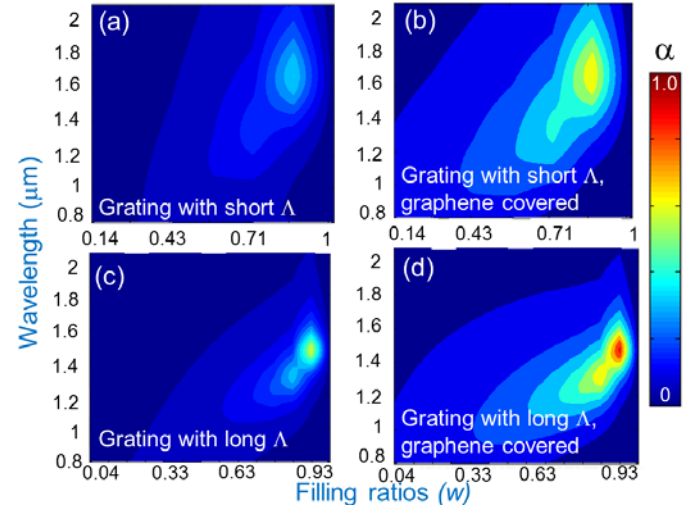 2
1.8
1.6
1.4
1.2
1
0.8
(a)
Grating with short Λ
0.14 0.43 0.71 1
2
1.8
1.6
1.4
1.2
1
0.8
(b)
Grating with short Λ,
graphene covered
0.14 0.43 0.71 1
α
1.0
0
Wavelength (μm)
2
1.8
1.6
1.4
1.2
1
0.8
(c)
Grating with long Λ
0.04 0.33 0.63 0.93
2
1.8
1.6
1.4
1.2
1
0.8
(d)
Grating with long Λ,
graphene covered
0.04 0.33 0.63 0.93
Filling ratios (w)